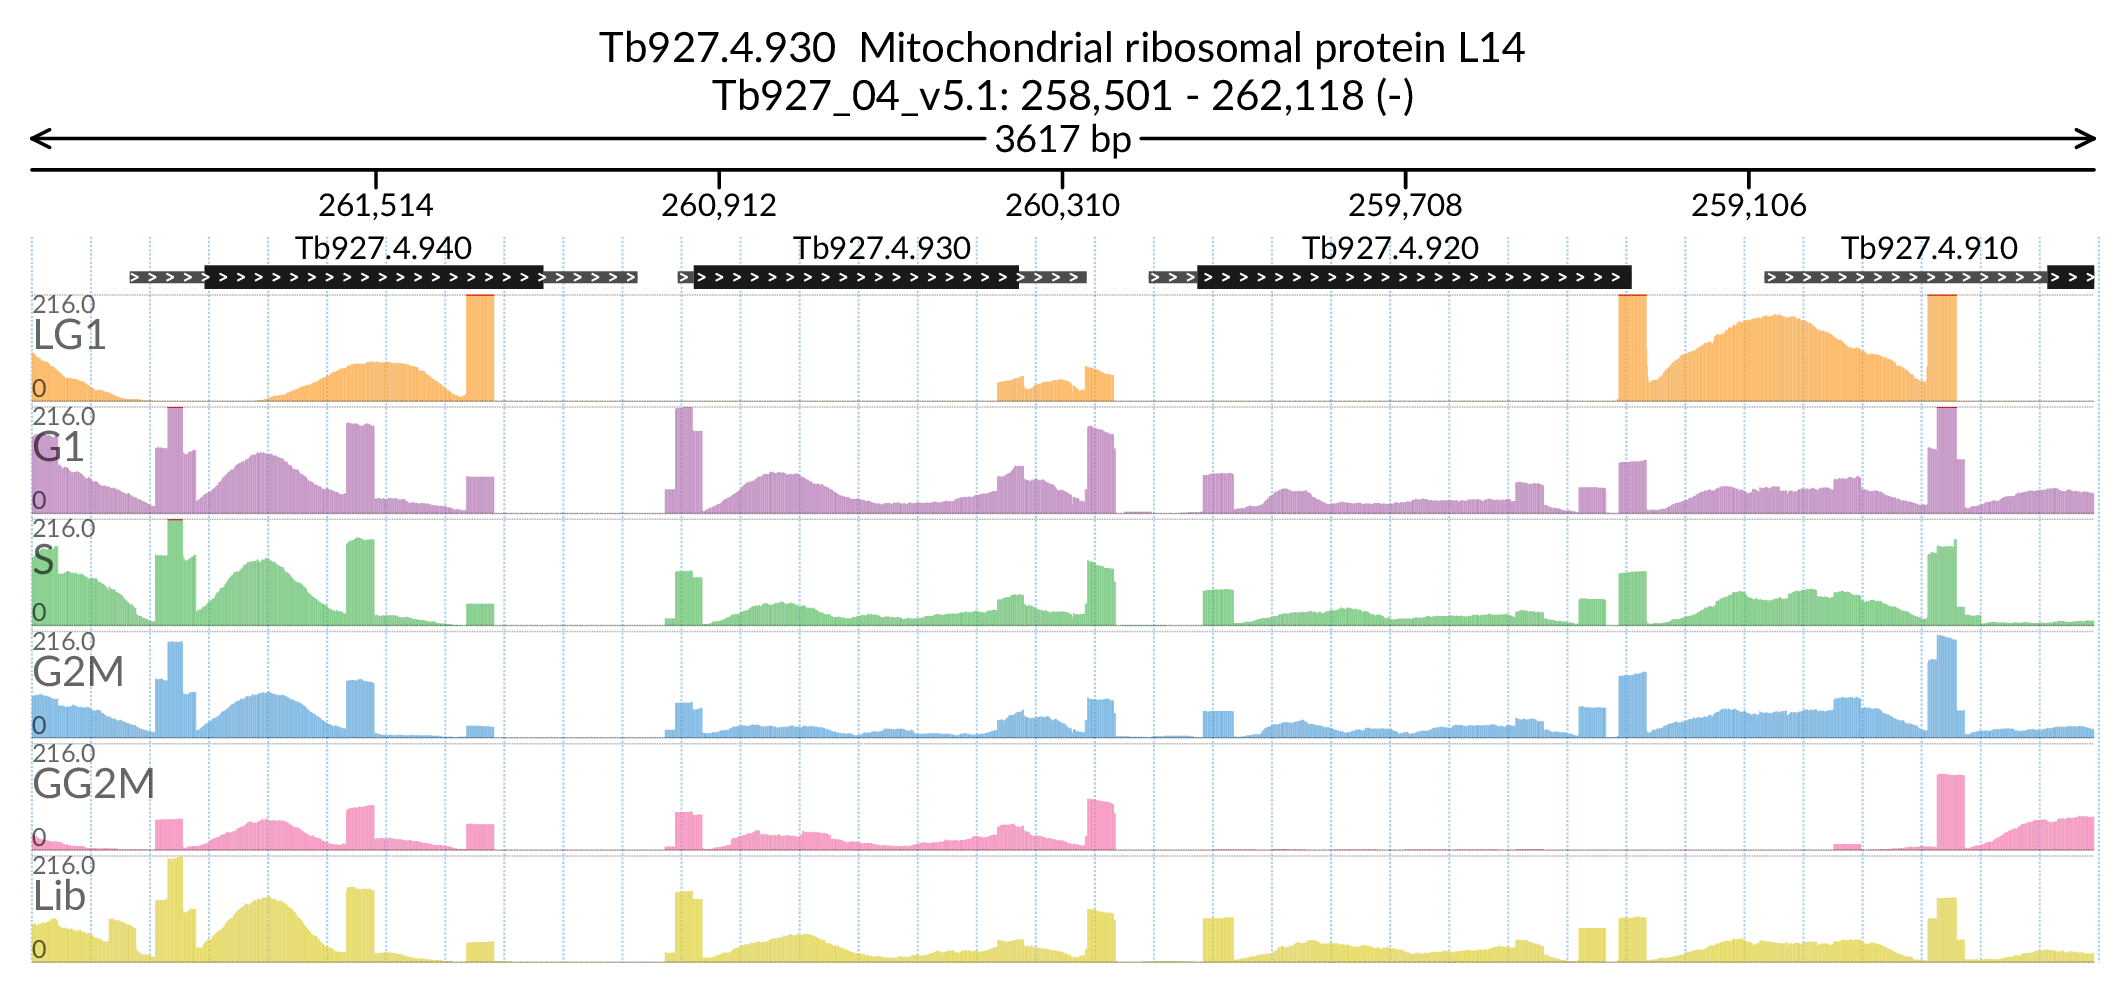 Tb927.4.930  Mitochondrial ribosomal protein L14
Tb927_04_v5.1: 258,501 - 262,118 (-)
3617 bp
261,514 260,912 260,310 259,708 259,106
Tb927.4.940 Tb927.4.930 Tb927.4.920 Tb927.4.910
216.0
LG1
0
216.0
G1
0
216.0
S
0
216.0
G2M
0
216.0
GG2M
0
216.0
Lib
0